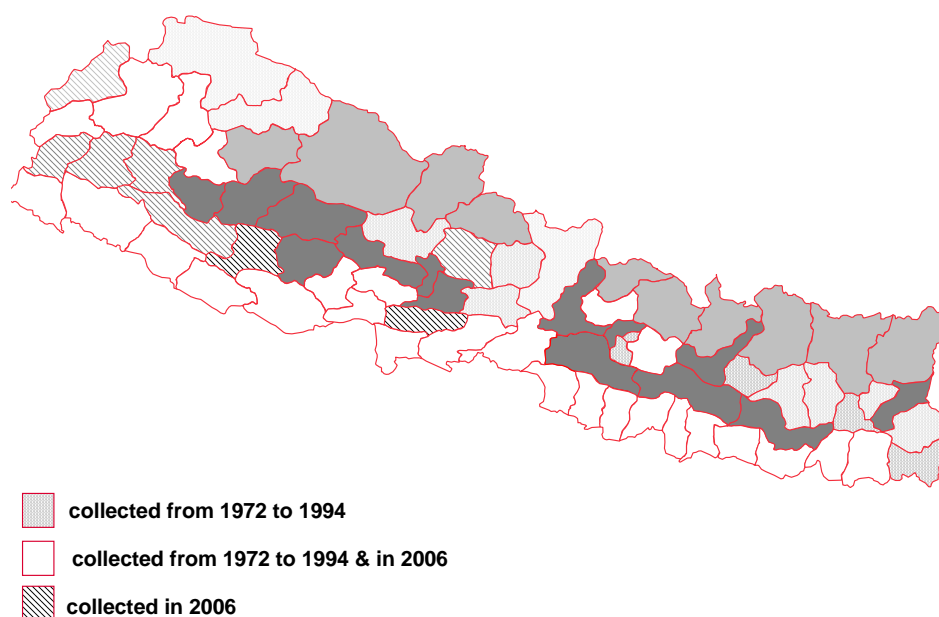 collected from 1972 to 1994
collected from 1972 to 1994 & in 2006
collected in 2006